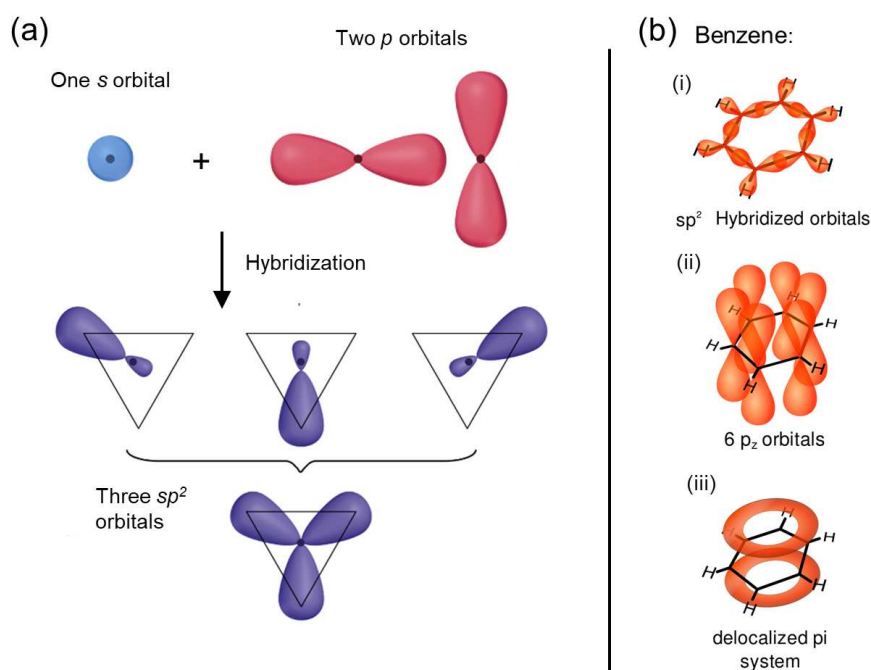 (a)
Two p orbitals
One s orbital
+
Hybridization
Three sp²
orbitals
(b) Benzene:
(i)
H
H
H
H
H
H
sp² Hybridized orbitals
(ii)
H
H
H
H
H
H
6 p_z orbitals
(iii)
H
H
H
H
H
H
delocalized pi
system